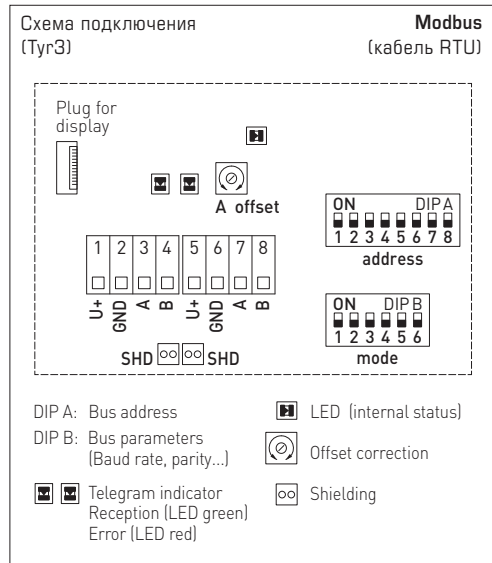 Схема подключения
(Tyr3)
Modbus
(кабель RTU)
Plug for
display
A offset
ON DIP A
1 2 3 4 5 6 7 8
address
1 2 3 4 5 6 7 8
U+ GND A B U+ GND A B
ON DIP B
1 2 3 4 5 6
mode
SHD SHD
DIP A: Bus address
DIP B: Bus parameters
(Baud rate, parity...)
Telegram indicator
Reception (LED green)
Error (LED red)
LED (internal status)
Offset correction
Shielding